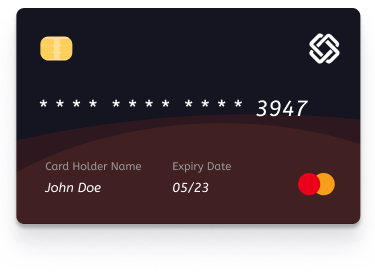 * * * * * * * * * * * * 3947
Card Holder Name Expiry Date
John Doe 05/23